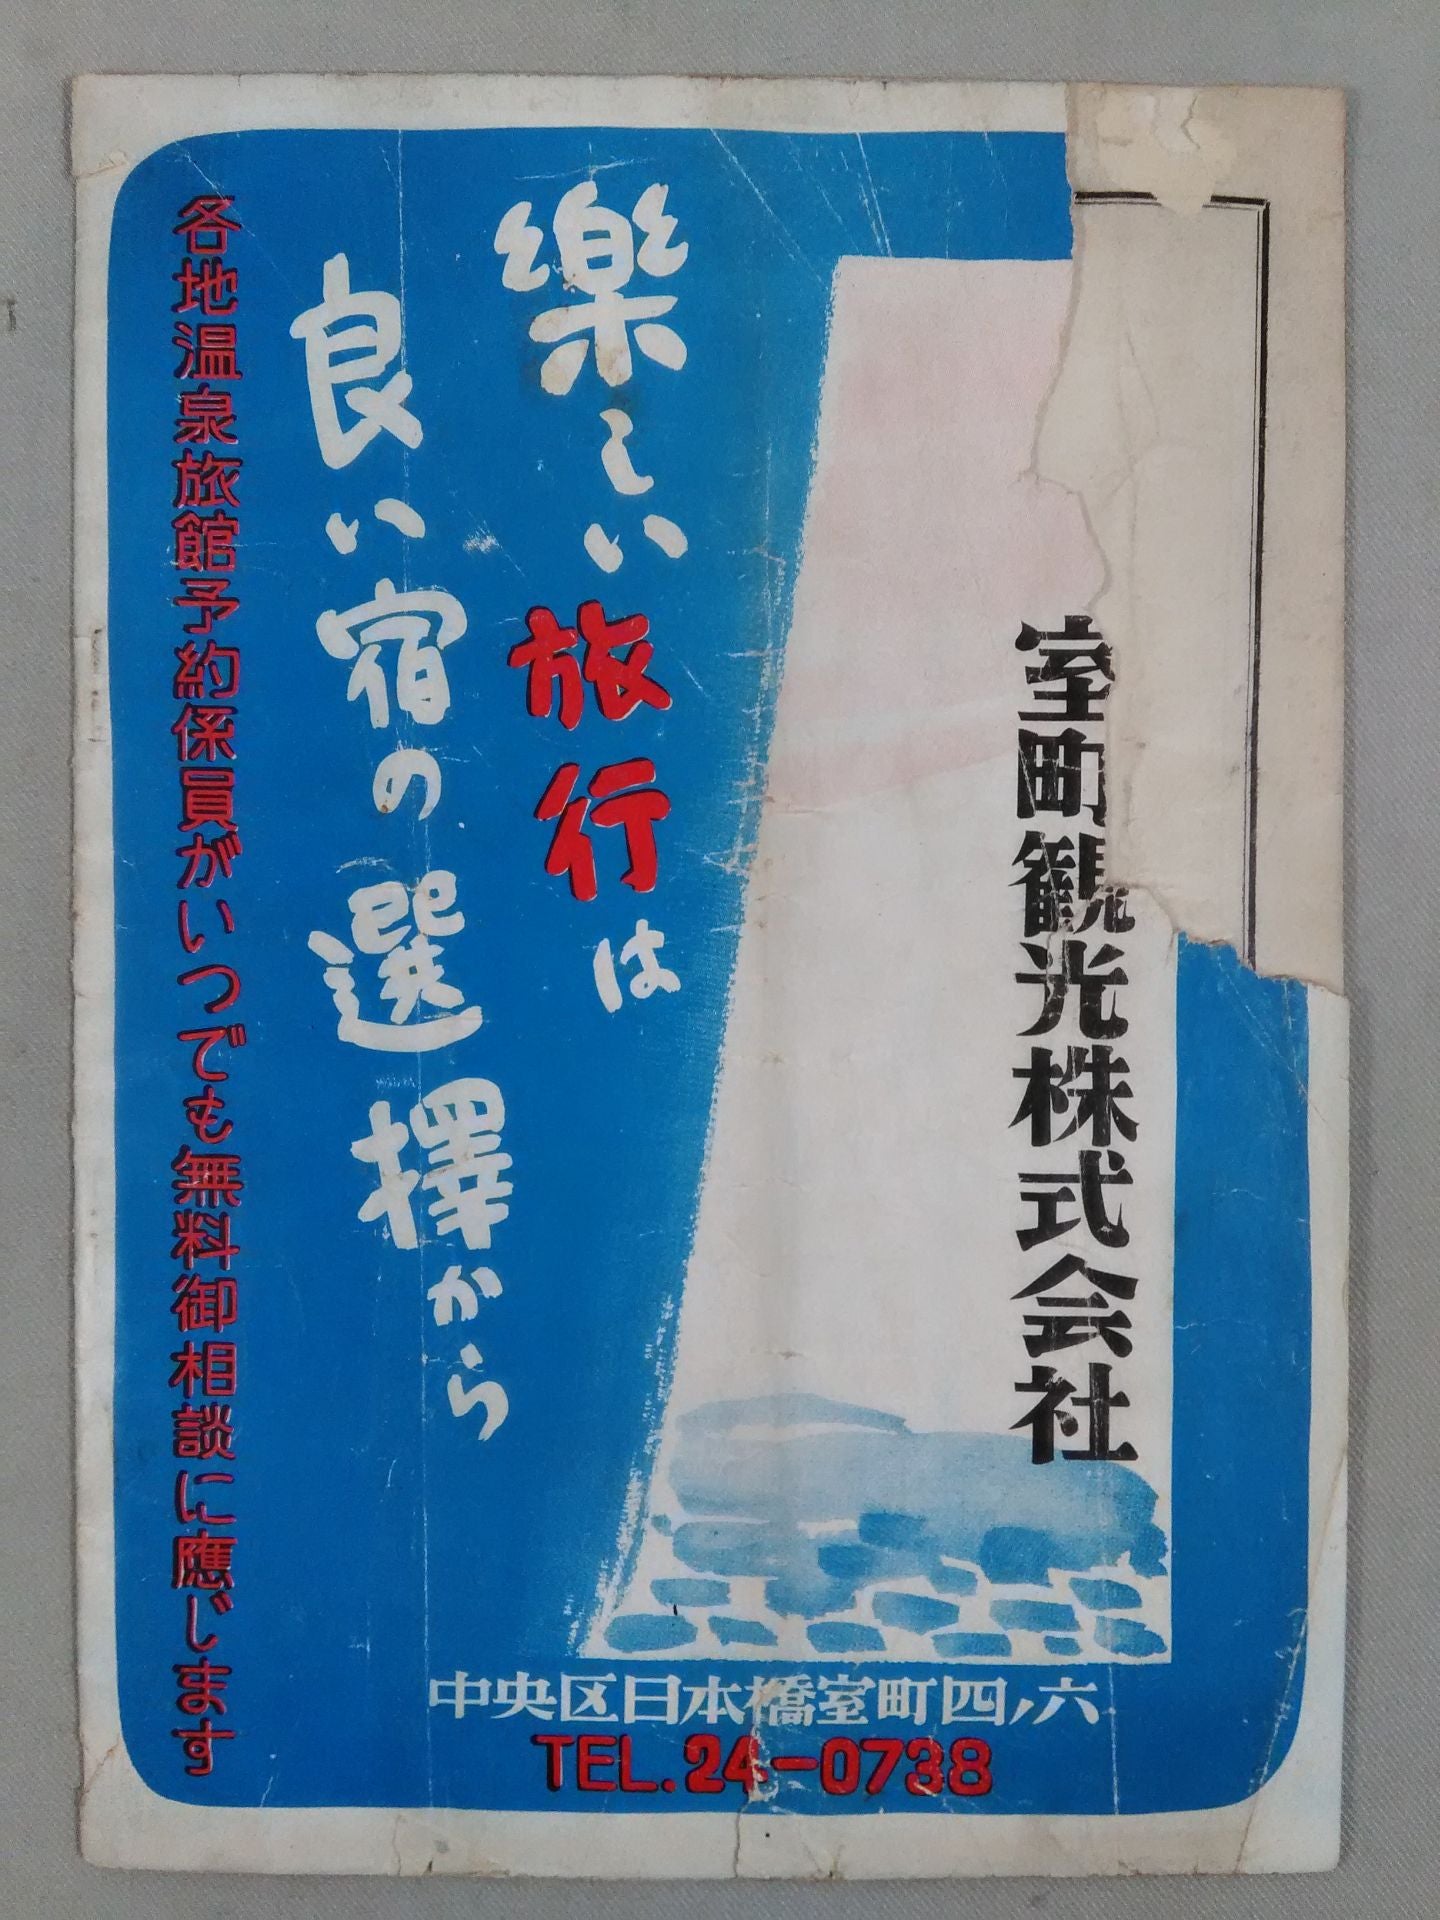 室町観光株式会社
樂しい旅行は
良い宿の選擇から
各地温泉旅館予約係員がいつでも無料御相談に應じます
中央区日本橋室町四ノ六
TEL.24-0738